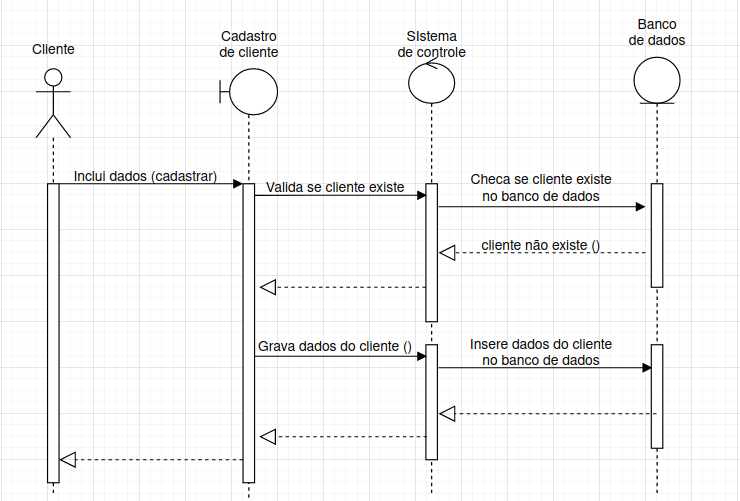 Cliente
Cadastro
de cliente
SIstema
de controle
Banco
de dados
Inclui dados (cadastrar)
Valida se cliente existe
Checa se cliente existe
no banco de dados
cliente não existe ()
Grava dados do cliente ()
Insere dados do cliente
no banco de dados